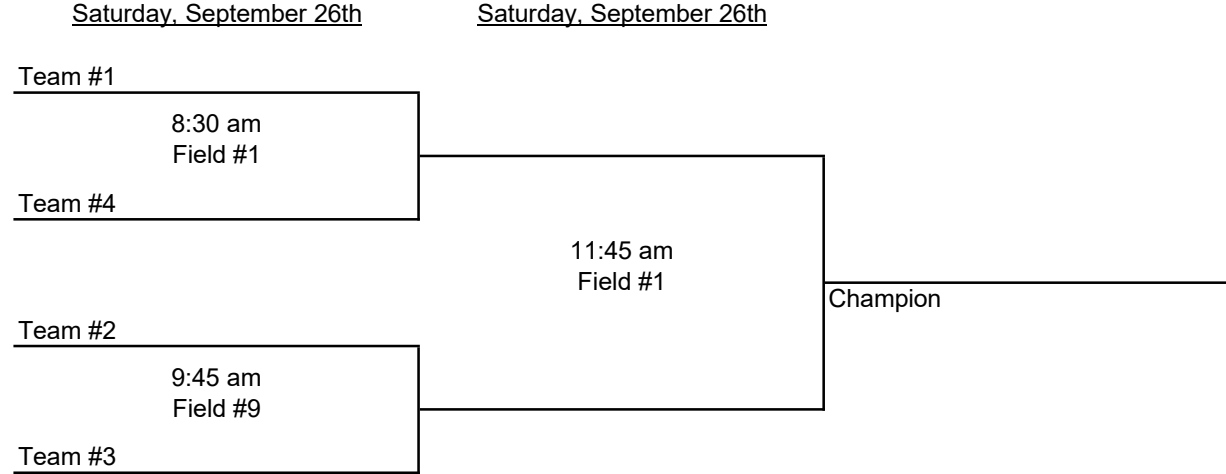 Saturday, September 26th
Saturday, September 26th
Team #1
8:30 am
Field #1
Team #4
11:45 am
Field #1
Champion
Team #2
9:45 am
Field #9
Team #3